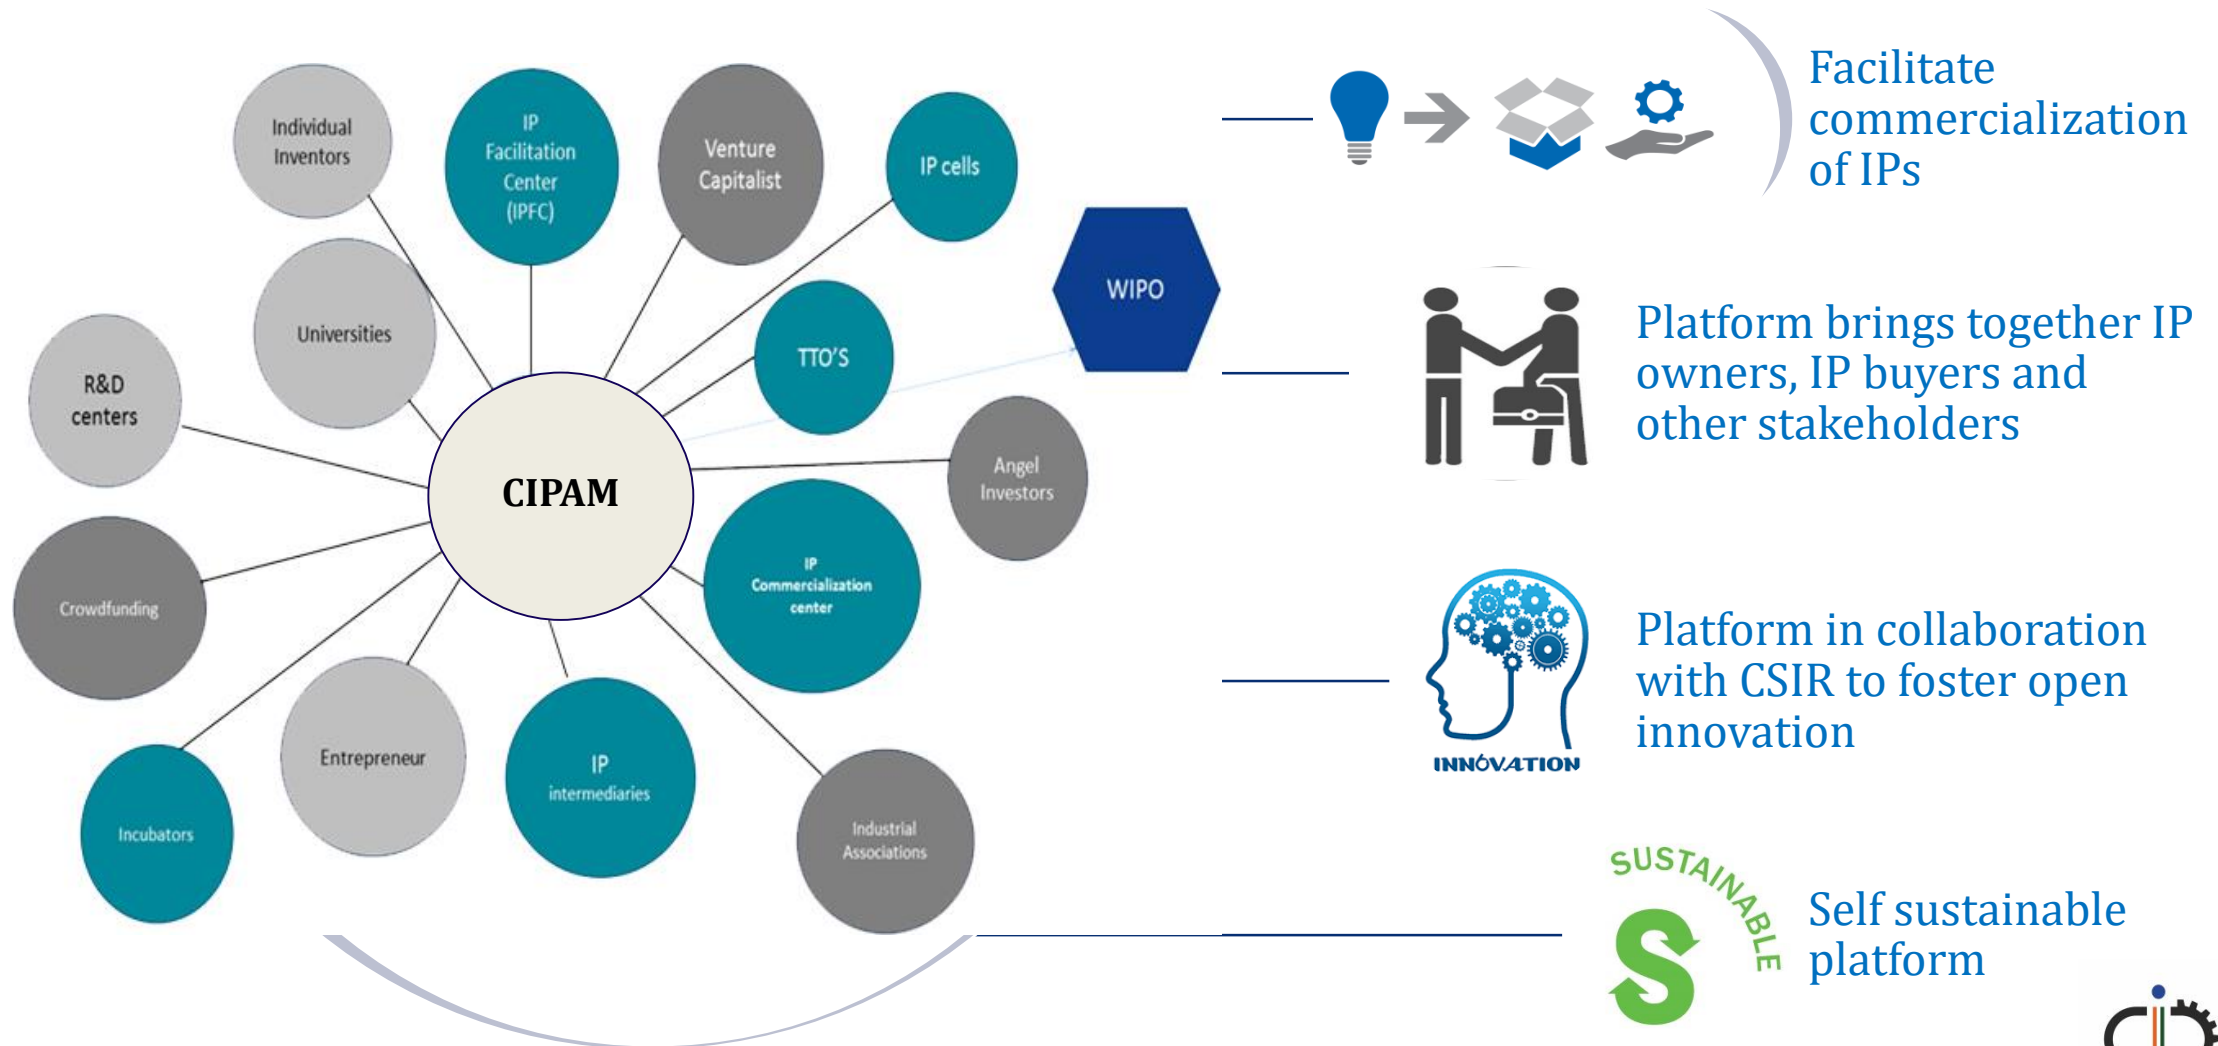 Individual
Inventors
IP
Facilitation
Center
(IPFC)
Venture
Capitalist
IP cells
WIPO
Universities
TTO'S
R&D
centers
CIPAM
Angel
Investors
IP
Commercialization
center
Crowdfunding
Entrepreneur
IP
intermediaries
Incubators
Industrial
Associations
Facilitate
commercialization
of IPs
Platform brings together IP
owners, IP buyers and
other stakeholders
INNÓVATION
Platform in collaboration
with CSIR to foster open
innovation
SUSTAINABLE
S
Self sustainable
platform